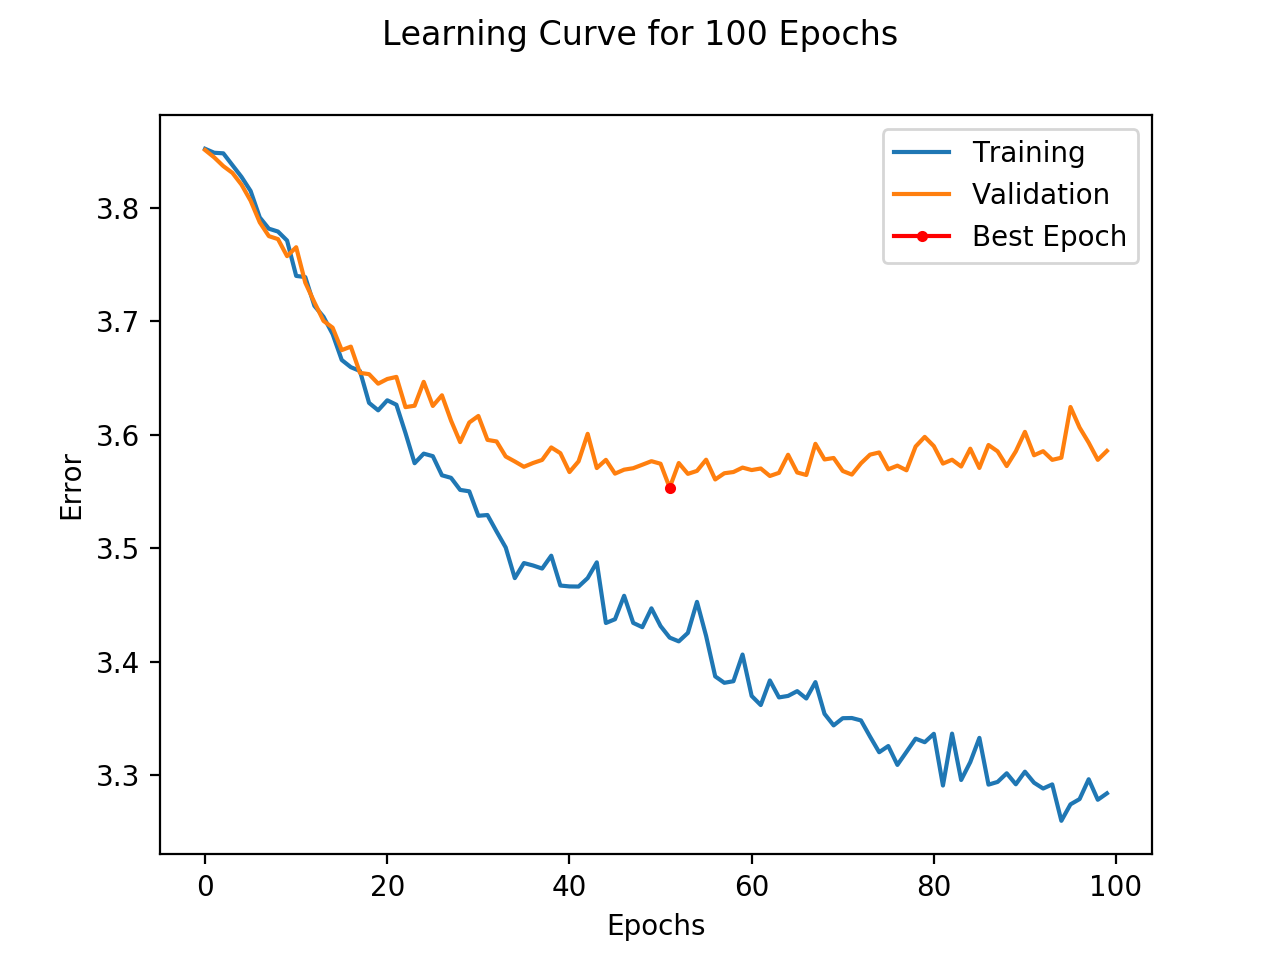 Learning Curve for 100 Epochs
Training
Validation
Best Epoch
3.8
3.7
3.6
3.5
3.4
3.3
Error
0 20 40 60 80 100
Epochs